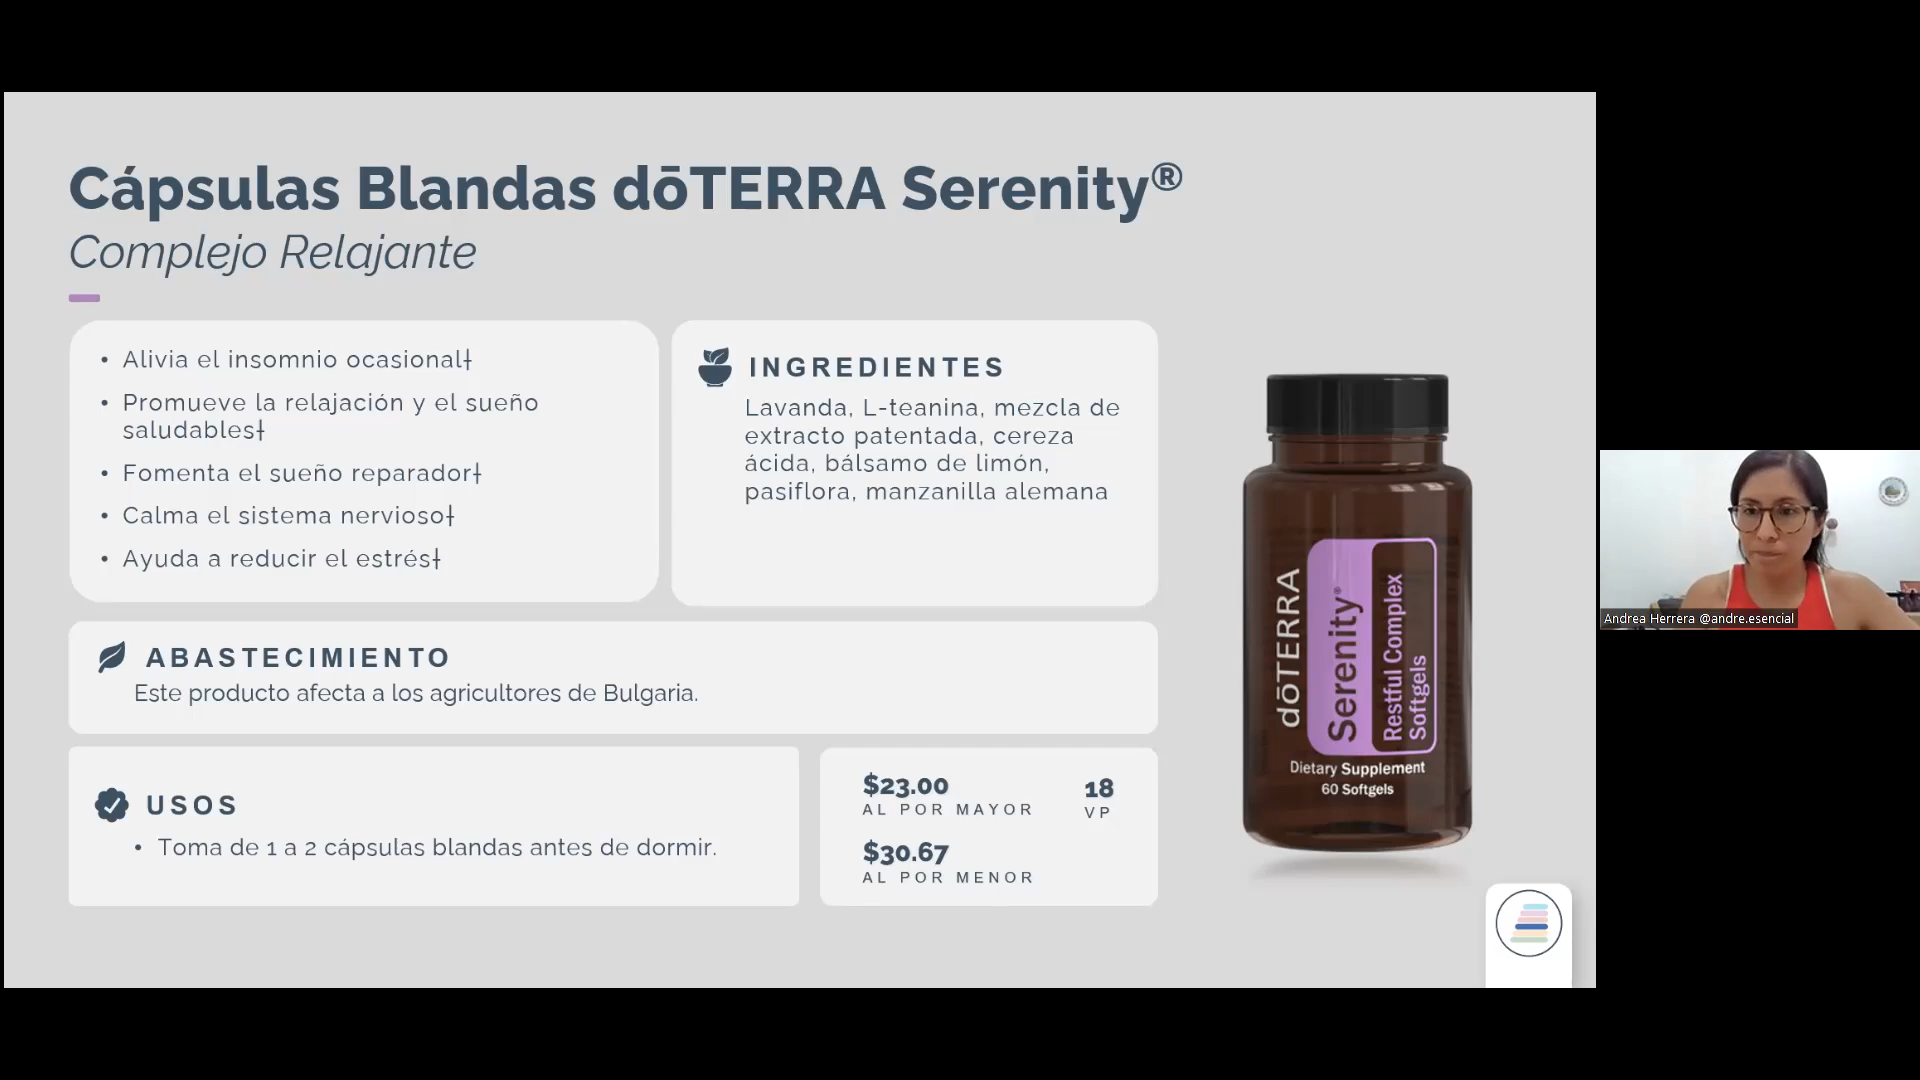 Cápsulas Blandas dōTERRA Serenity®
Complejo Relajante
• Alivia el insomnio ocasional‡
• Promueve la relajación y el sueño
saludables‡
• Fomenta el sueño reparador‡
• Calma el sistema nervioso‡
• Ayuda a reducir el estrés‡
INGREDIENTES
Lavanda, L-teanina, mezcla de
extracto patentada, cereza
ácida, bálsamo de limón,
pasiflora, manzanilla alemana
ABASTECIMIENTO
Este producto afecta a los agricultores de Bulgaria.
USOS
• Toma de 1 a 2 cápsulas blandas antes de dormir.
$23.00
AL POR MAYOR
18
VP
$30.67
AL POR MENOR
dōTERRA
Serenity®
Restful Complex
Softgels
Dietary Supplement
60 Softgels
Andrea Herrera @andre.esencial